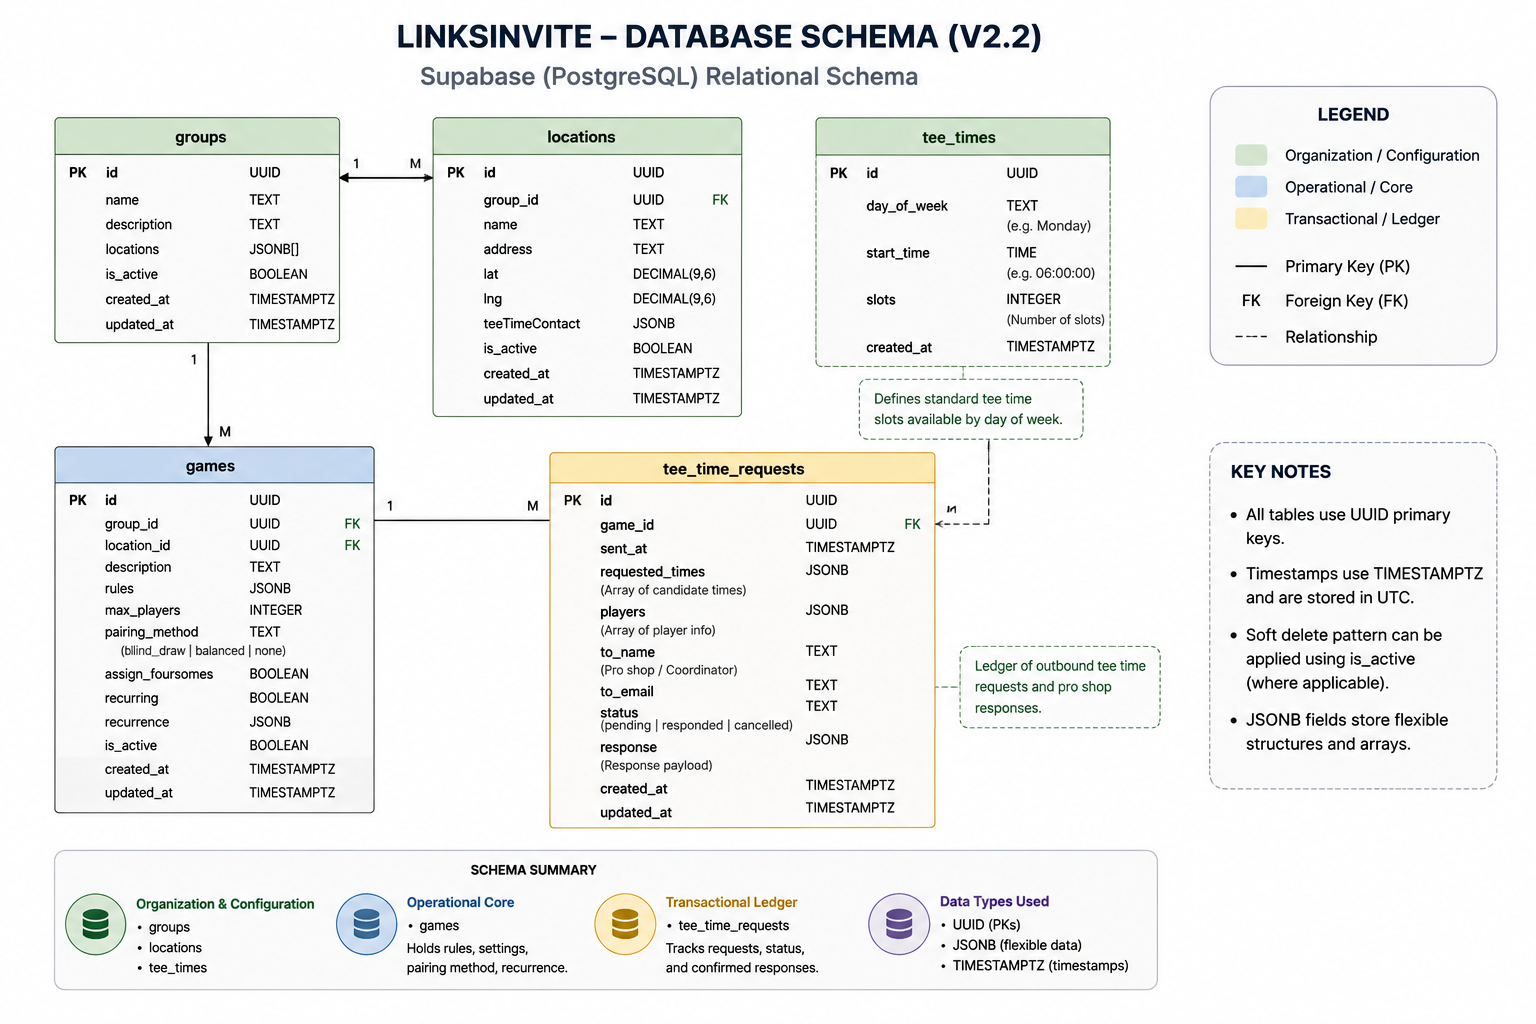 LINKSINVITE – DATABASE SCHEMA (V2.2)
Supabase (PostgreSQL) Relational Schema
groups
PK id UUID
name TEXT
description TEXT
locations JSONB[]
is_active BOOLEAN
created_at TIMESTAMPTZ
updated_at TIMESTAMPTZ
1 M
locations
PK id UUID
group_id UUID FK
name TEXT
address TEXT
lat DECIMAL(9,6)
lng DECIMAL(9,6)
teeTimeContact JSONB
is_active BOOLEAN
created_at TIMESTAMPTZ
updated_at TIMESTAMPTZ
tee_times
PK id UUID
day_of_week TEXT
(e.g. Monday)
start_time TIME
(e.g. 06:00:00)
slots INTEGER
(Number of slots)
created_at TIMESTAMPTZ
Defines standard tee time
slots available by day of week.
LEGEND
Organization / Configuration
Operational / Core
Transactional / Ledger
Primary Key (PK)
FK Foreign Key (FK)
Relationship
1
M
games
PK id UUID
group_id UUID FK
location_id UUID FK
description TEXT
rules JSONB
max_players INTEGER
pairing_method TEXT
(blind_draw | balanced | none)
assign_foursomes BOOLEAN
recurring BOOLEAN
recurrence JSONB
is_active BOOLEAN
created_at TIMESTAMPTZ
updated_at TIMESTAMPTZ
1 M
tee_time_requests
PK id UUID
game_id UUID FK
sent_at TIMESTAMPTZ
requested_times JSONB
(Array of candidate times)
players JSONB
(Array of player info)
to_name TEXT
(Pro shop / Coordinator)
to_email TEXT
status TEXT
(pending | responded | cancelled)
response JSONB
(Response payload)
created_at TIMESTAMPTZ
updated_at TIMESTAMPTZ
Ledger of outbound tee time
requests and pro shop
responses.
KEY NOTES
• All tables use UUID primary
keys.
• Timestamps use TIMESTAMPTZ
and are stored in UTC.
• Soft delete pattern can be
applied using is_active
(where applicable).
• JSONB fields store flexible
structures and arrays.
SCHEMA SUMMARY
Organization & Configuration
• groups
• locations
• tee_times
Operational Core
• games
Holds rules, settings,
pairing method, recurrence.
Transactional Ledger
• tee_time_requests
Tracks requests, status,
and confirmed responses.
Data Types Used
• UUID (PKs)
• JSONB (flexible data)
• TIMESTAMPTZ (timestamps)